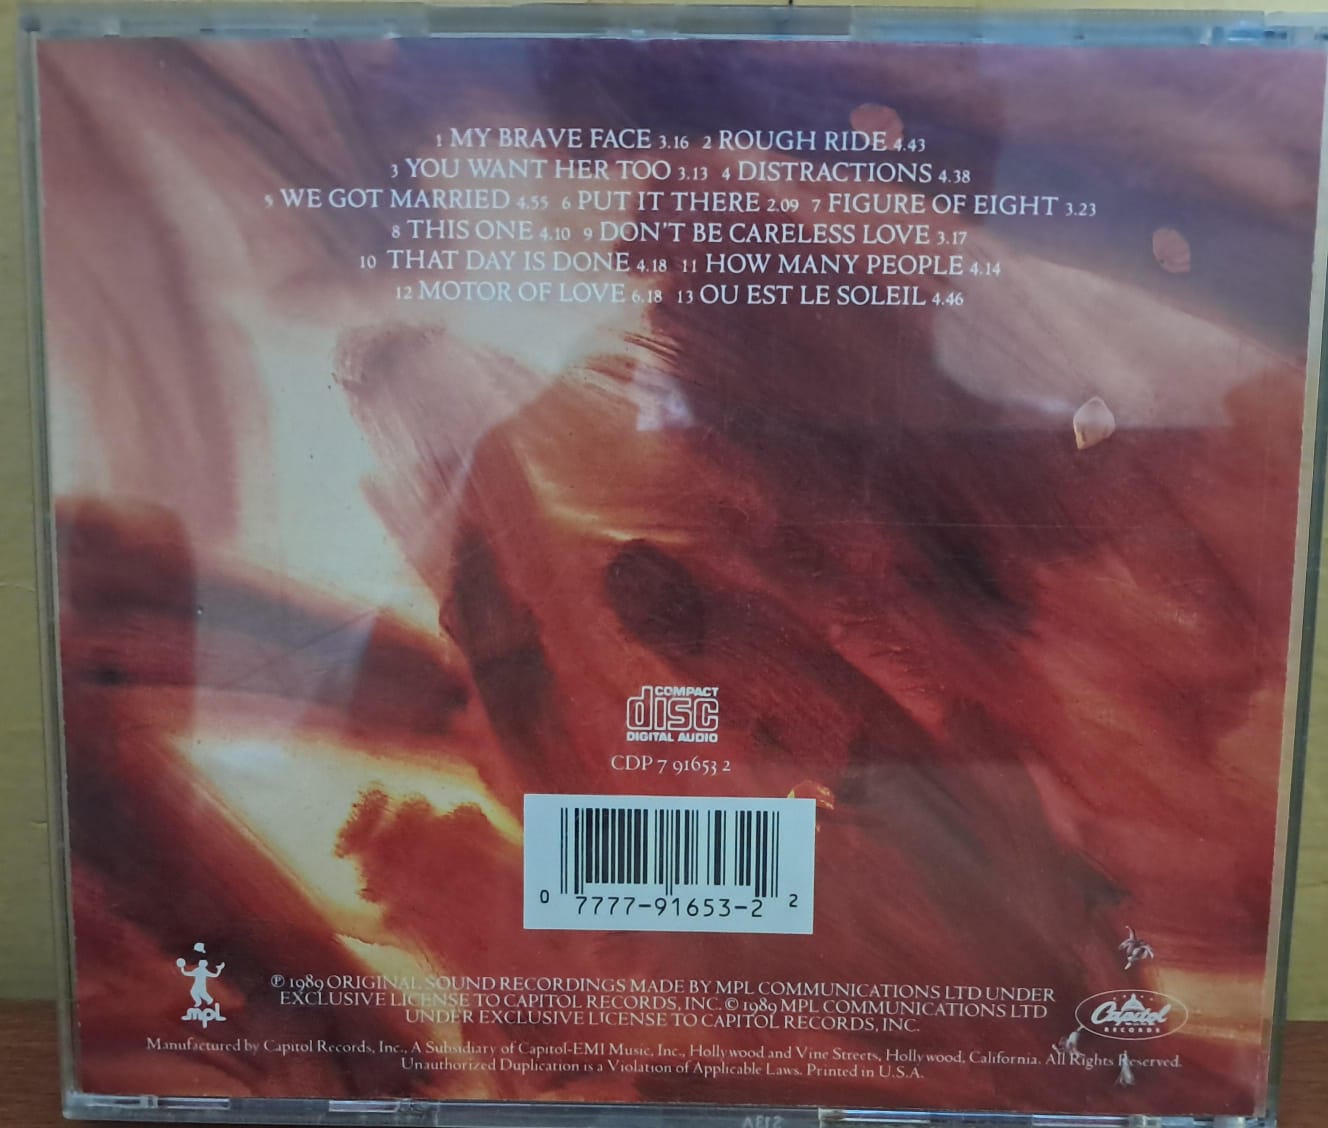 1 MY BRAVE FACE 3.16 2 ROUGH RIDE 4.43
3 YOU WANT HER TOO 3.13 4 DISTRACTIONS 4.38
5 WE GOT MARRIED 4.55 6 PUT IT THERE 2.09 7 FIGURE OF EIGHT 3.23
8 THIS ONE 4.10 9 DON'T BE CARELESS LOVE 3.17
10 THAT DAY IS DONE 4.18 11 HOW MANY PEOPLE 4.14
12 MOTOR OF LOVE 6.18 13 OU EST LE SOLEIL 4.46
COMPACT
disc
DIGITAL AUDIO
CDP 7 91653 2
0 7777-91653-2 2
mpl
℗ 1989 ORIGINAL SOUND RECORDINGS MADE BY MPL COMMUNICATIONS LTD UNDER
EXCLUSIVE LICENSE TO CAPITOL RECORDS, INC. © 1989 MPL COMMUNICATIONS LTD
UNDER EXCLUSIVE LICENSE TO CAPITOL RECORDS, INC.
Capitol
RECORDS
Manufactured by Capitol Records, Inc., A Subsidiary of Capitol-EMI Music, Inc., Hollywood and Vine Streets, Hollywood, California. All Rights Reserved.
Unauthorized Duplication is a Violation of Applicable Laws. Printed in U.S.A.